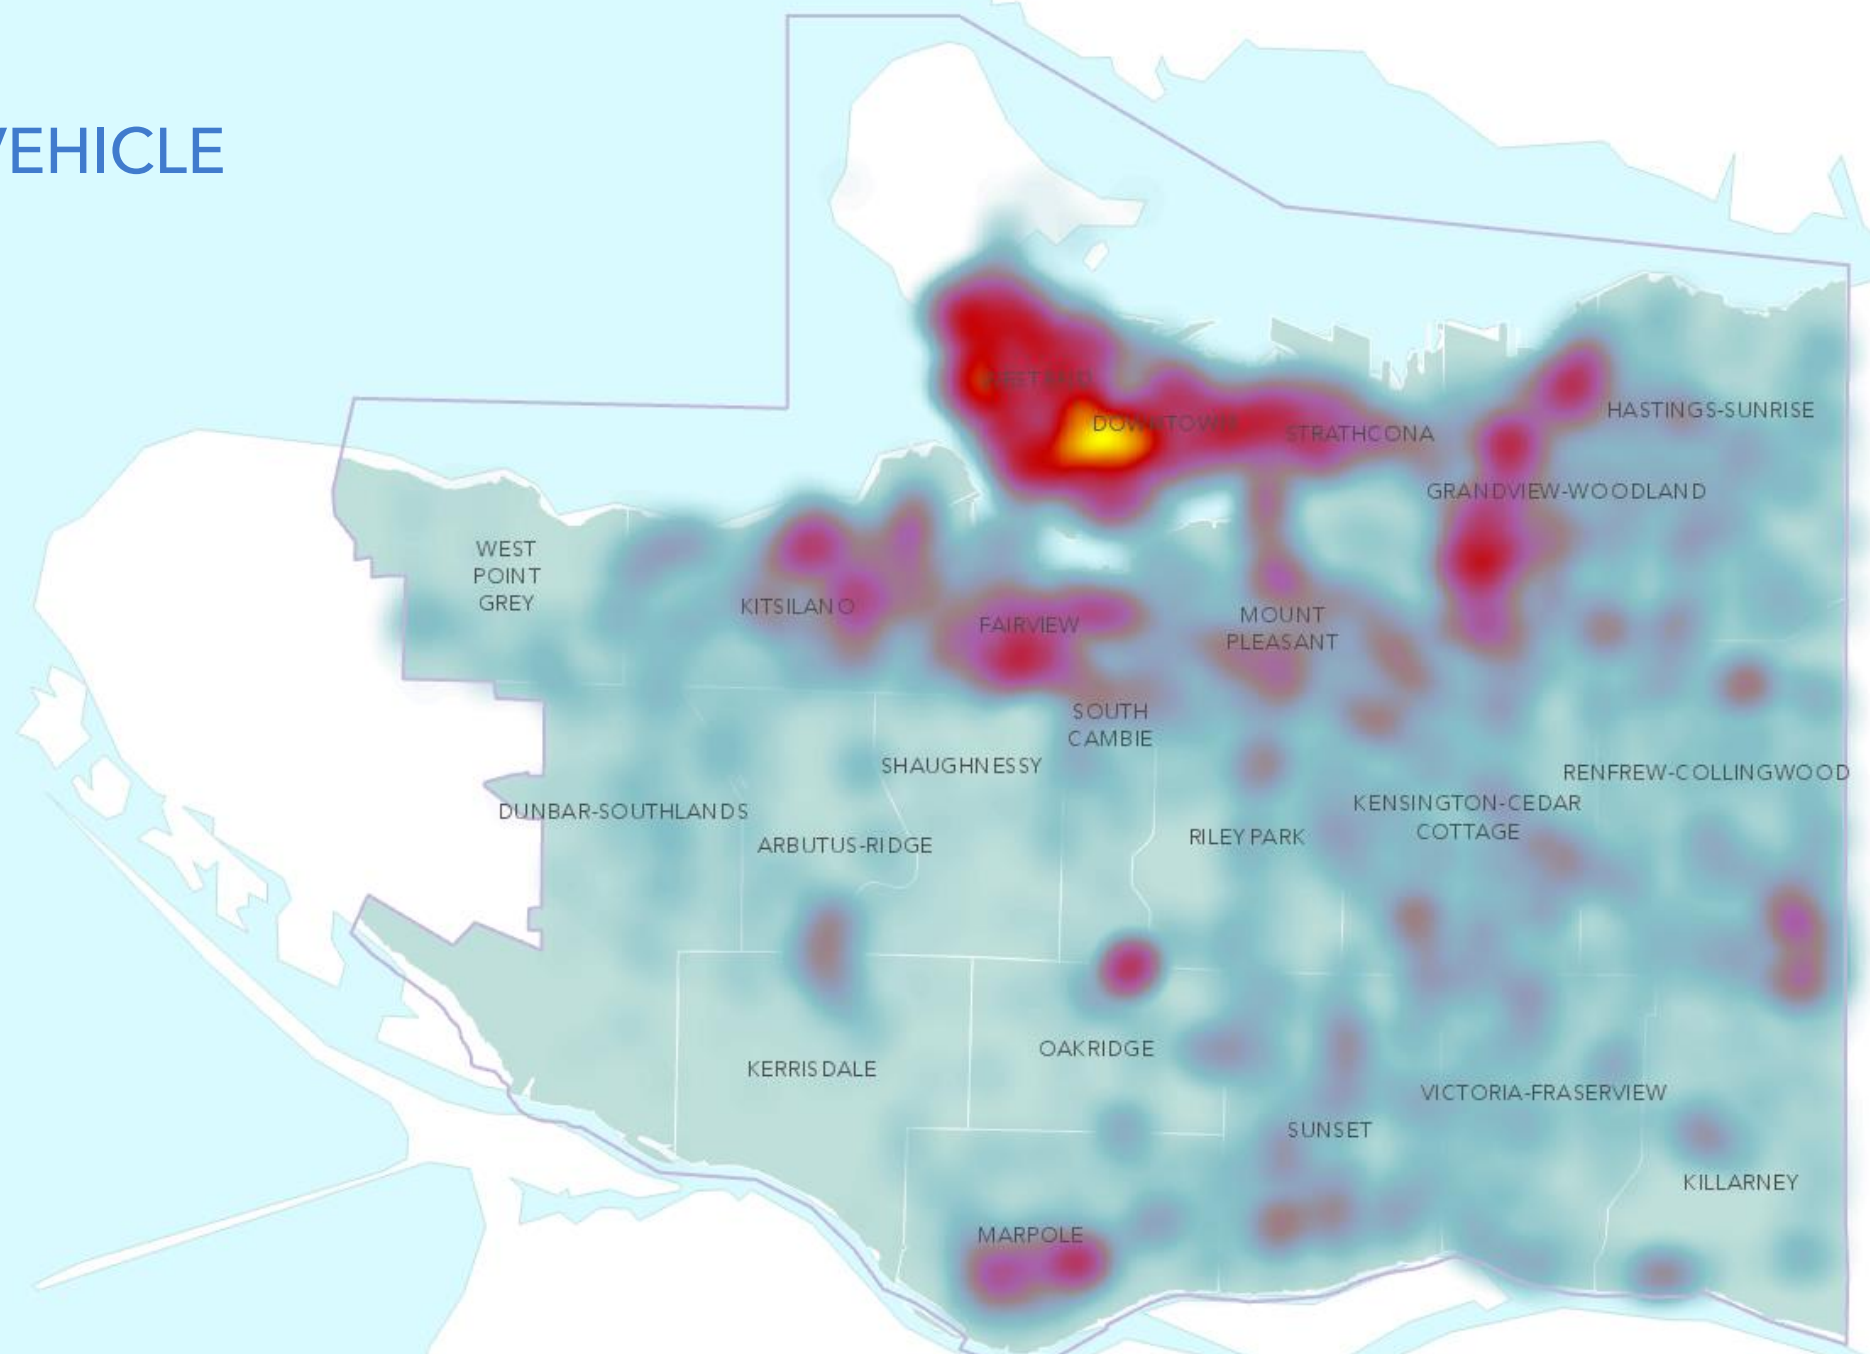 VEHICLE
WEST END
DOWNTOWN
STRATHCONA
HASTINGS-SUNRISE
GRANDVIEW-WOODLAND
WEST
POINT
GREY
KITSILANO
FAIRVIEW
MOUNT
PLEASANT
SOUTH
CAMBIE
SHAUGHNESSY
RENFREW-COLLINGWOOD
DUNBAR-SOUTHLANDS
KENSINGTON-CEDAR
COTTAGE
ARBUTUS-RIDGE
RILEY PARK
OAKRIDGE
KERRISDALE
VICTORIA-FRASERVIEW
SUNSET
KILLARNEY
MARPOLE